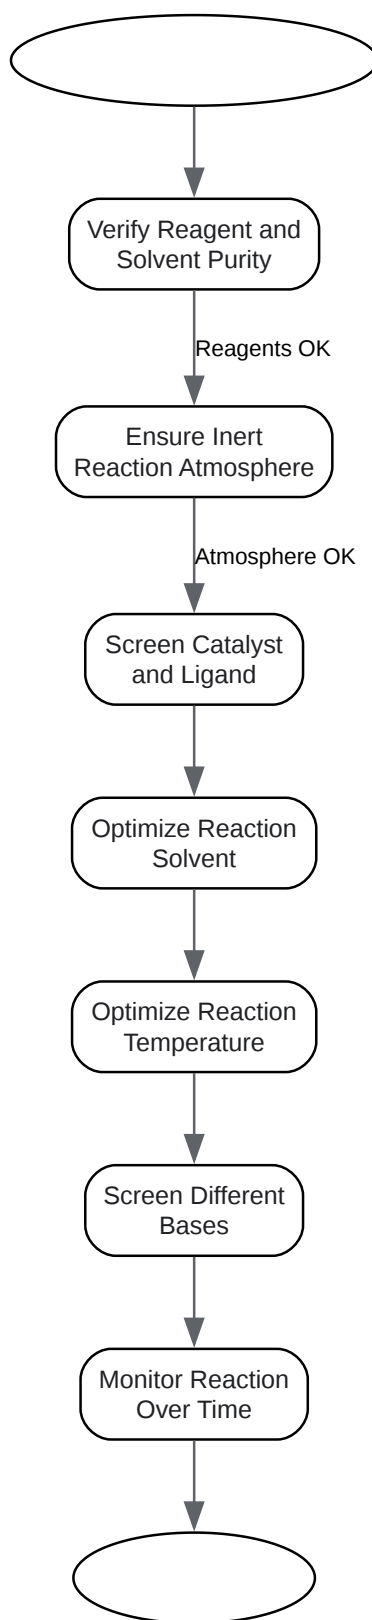 Verify Reagent and
Solvent Purity
Reagents OK
Ensure Inert
Reaction Atmosphere
Atmosphere OK
Screen Catalyst
and Ligand
Optimize Reaction
Solvent
Optimize Reaction
Temperature
Screen Different
Bases
Monitor Reaction
Over Time